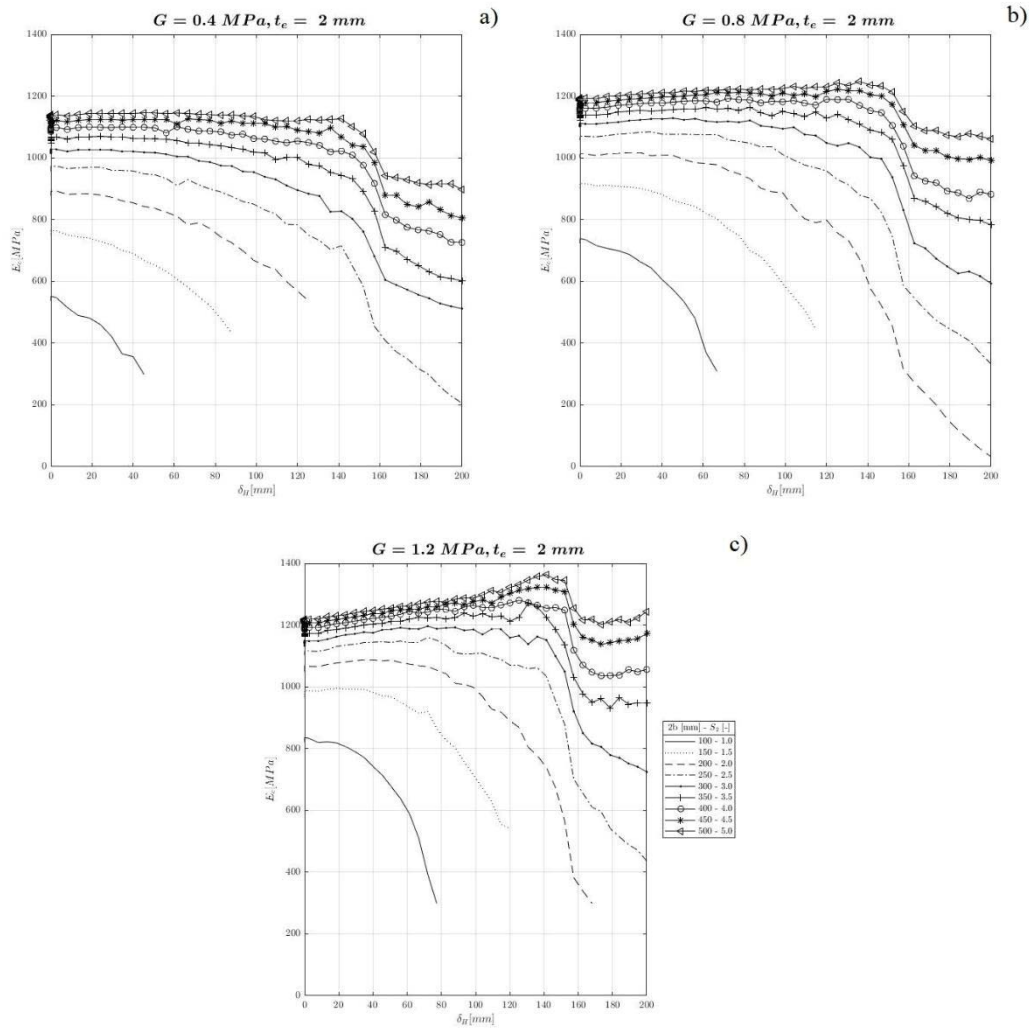 G = 0.4 MPa, t_e = 2 mm
a)
1400
1200
1000
800
600
400
200
0
E_c[MPa]
0 20 40 60 80 100 120 140 160 180 200
δ_H[mm]
G = 0.8 MPa, t_e = 2 mm
b)
1400
1200
1000
800
600
400
200
0
E_c[MPa]
0 20 40 60 80 100 120 140 160 180 200
δ_H[mm]
G = 1.2 MPa, t_e = 2 mm
c)
1400
1200
1000
800
600
400
200
0
E_c[MPa]
0 20 40 60 80 100 120 140 160 180 200
δ_H[mm]
2b [mm] - S_2 [-]
100 - 1.0
150 - 1.5
200 - 2.0
250 - 2.5
300 - 3.0
350 - 3.5
400 - 4.0
450 - 4.5
500 - 5.0